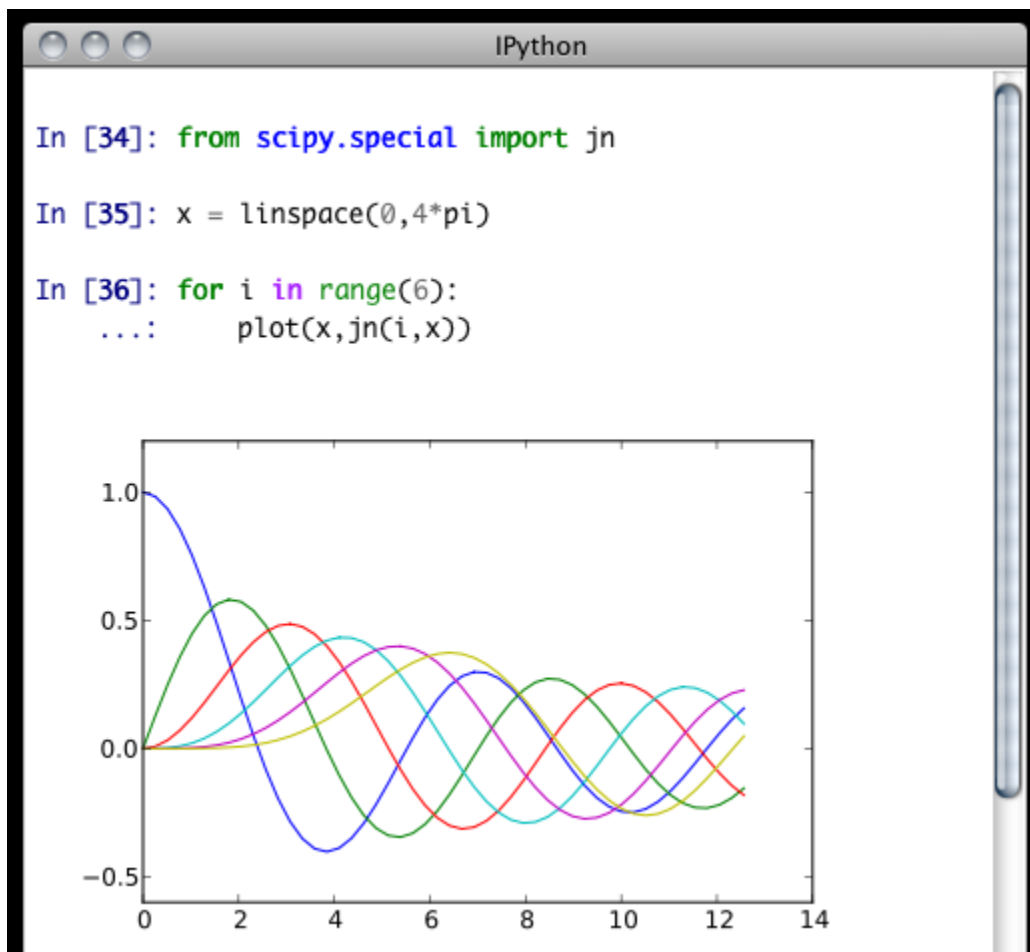 IPython
In [34]: from scipy.special import jn
In [35]: x = linspace(0,4*pi)
In [36]: for i in range(6):
...: plot(x,jn(i,x))
1.0
0.5
0.0
−0.5
0 2 4 6 8 10 12 14